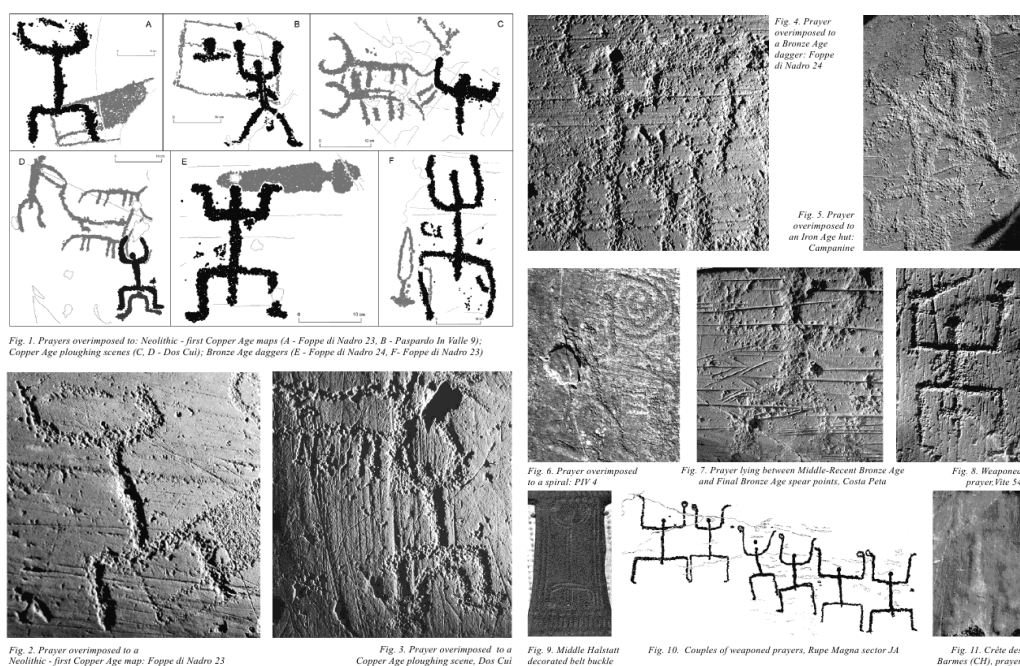 A
B
C
D
E
F
Fig. 1. Prayers overimposed to: Neolithic - first Copper Age maps (A - Foppe di Nadro 23, B - Paspardo In Valle 9);
Copper Age ploughing scenes (C, D - Dos Cui); Bronze Age daggers (E - Foppe di Nadro 24, F- Foppe di Nadro 23)
Fig. 2. Prayer overimposed to a
Neolithic - first Copper Age map: Foppe di Nadro 23
Fig. 3. Prayer overimposed to a
Copper Age ploughing scene, Dos Cui
Fig. 4. Prayer
overimposed to
a Bronze Age
dagger: Foppe
di Nadro 24
Fig. 5. Prayer
overimposed to
an Iron Age hut:
Campanine
Fig. 6. Prayer overimposed
to a spiral: PIV 4
Fig. 7. Prayer lying between Middle-Recent Bronze Age
and Final Bronze Age spear points, Costa Peta
Fig. 8. Weaponed
prayer,Vite 54
Fig. 9. Middle Halstatt
decorated belt buckle
Fig. 10. Couples of weaponed prayers, Rupe Magna sector JA
Fig. 11. Crête des
Barmes (CH), prayer